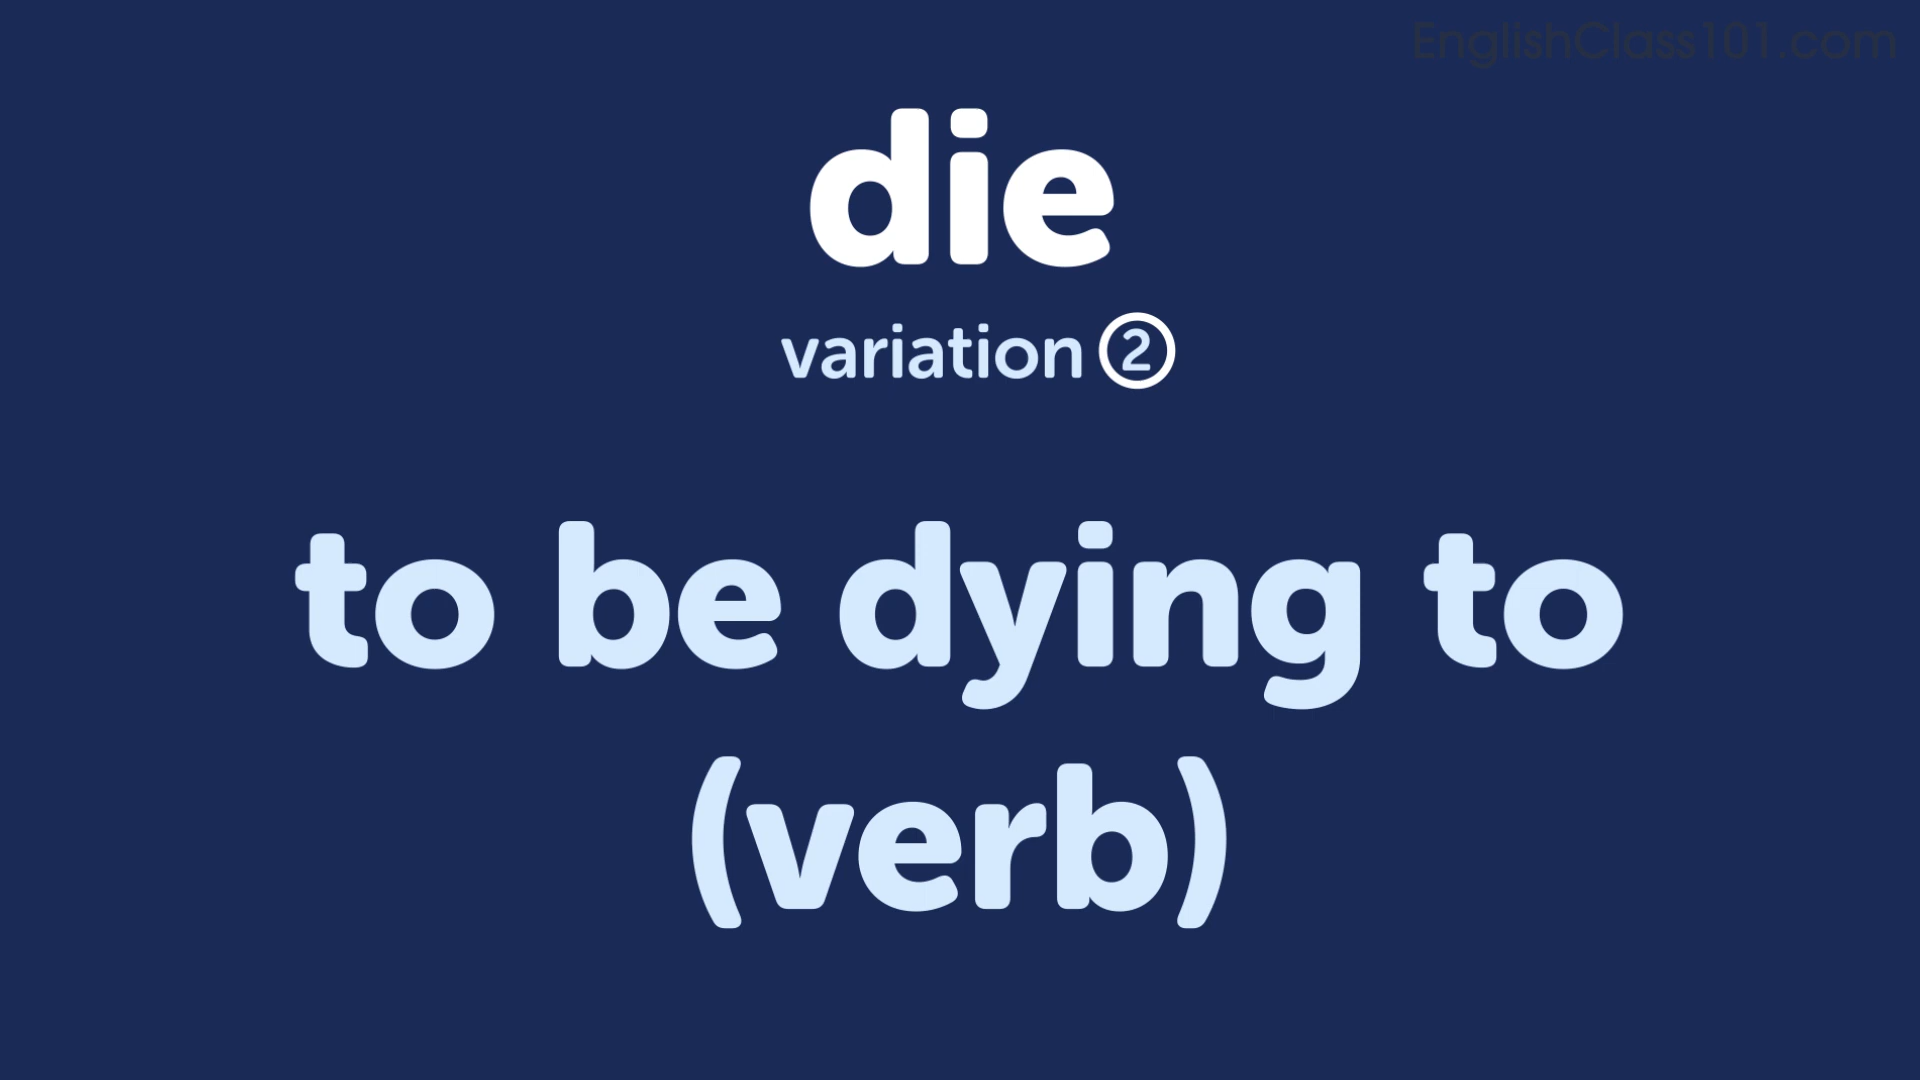 EnglishClass101.com
die
variation 2
to be dying to
(verb)